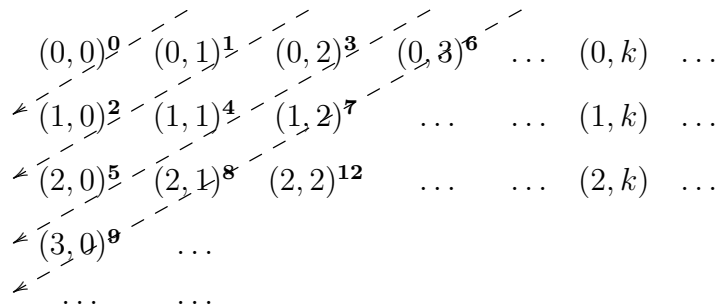 (0, 0)⁰ (0, 1)¹ (0, 2)³ (0, 3)⁶ … (0, k) …
(1, 0)² (1, 1)⁴ (1, 2)⁷ … … (1, k) …
(2, 0)⁵ (2, 1)⁸ (2, 2)¹² … … (2, k) …
(3, 0)⁹ …
… …